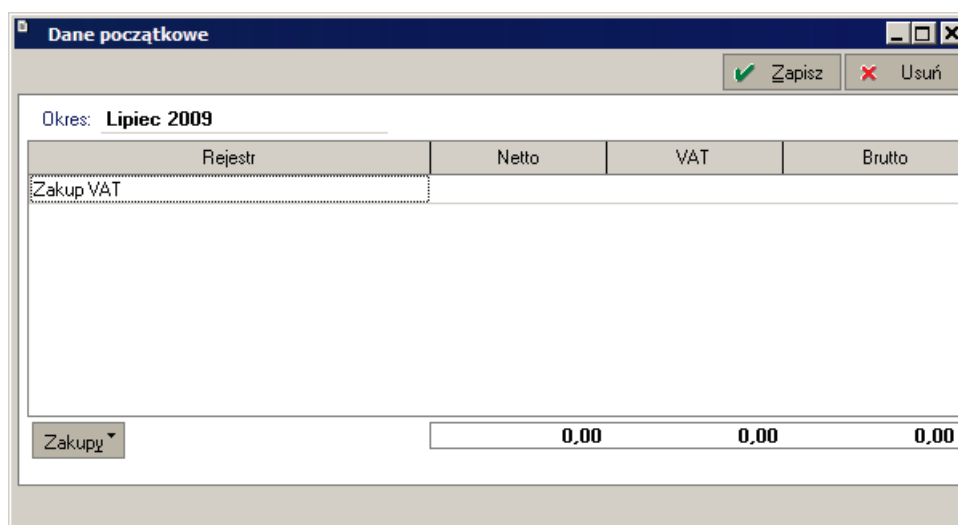 Dane początkowe
Zapisz Usuń
Okres: Lipiec 2009
Rejestr Netto VAT Brutto
Zakup VAT
Zakupy 0,00 0,00 0,00